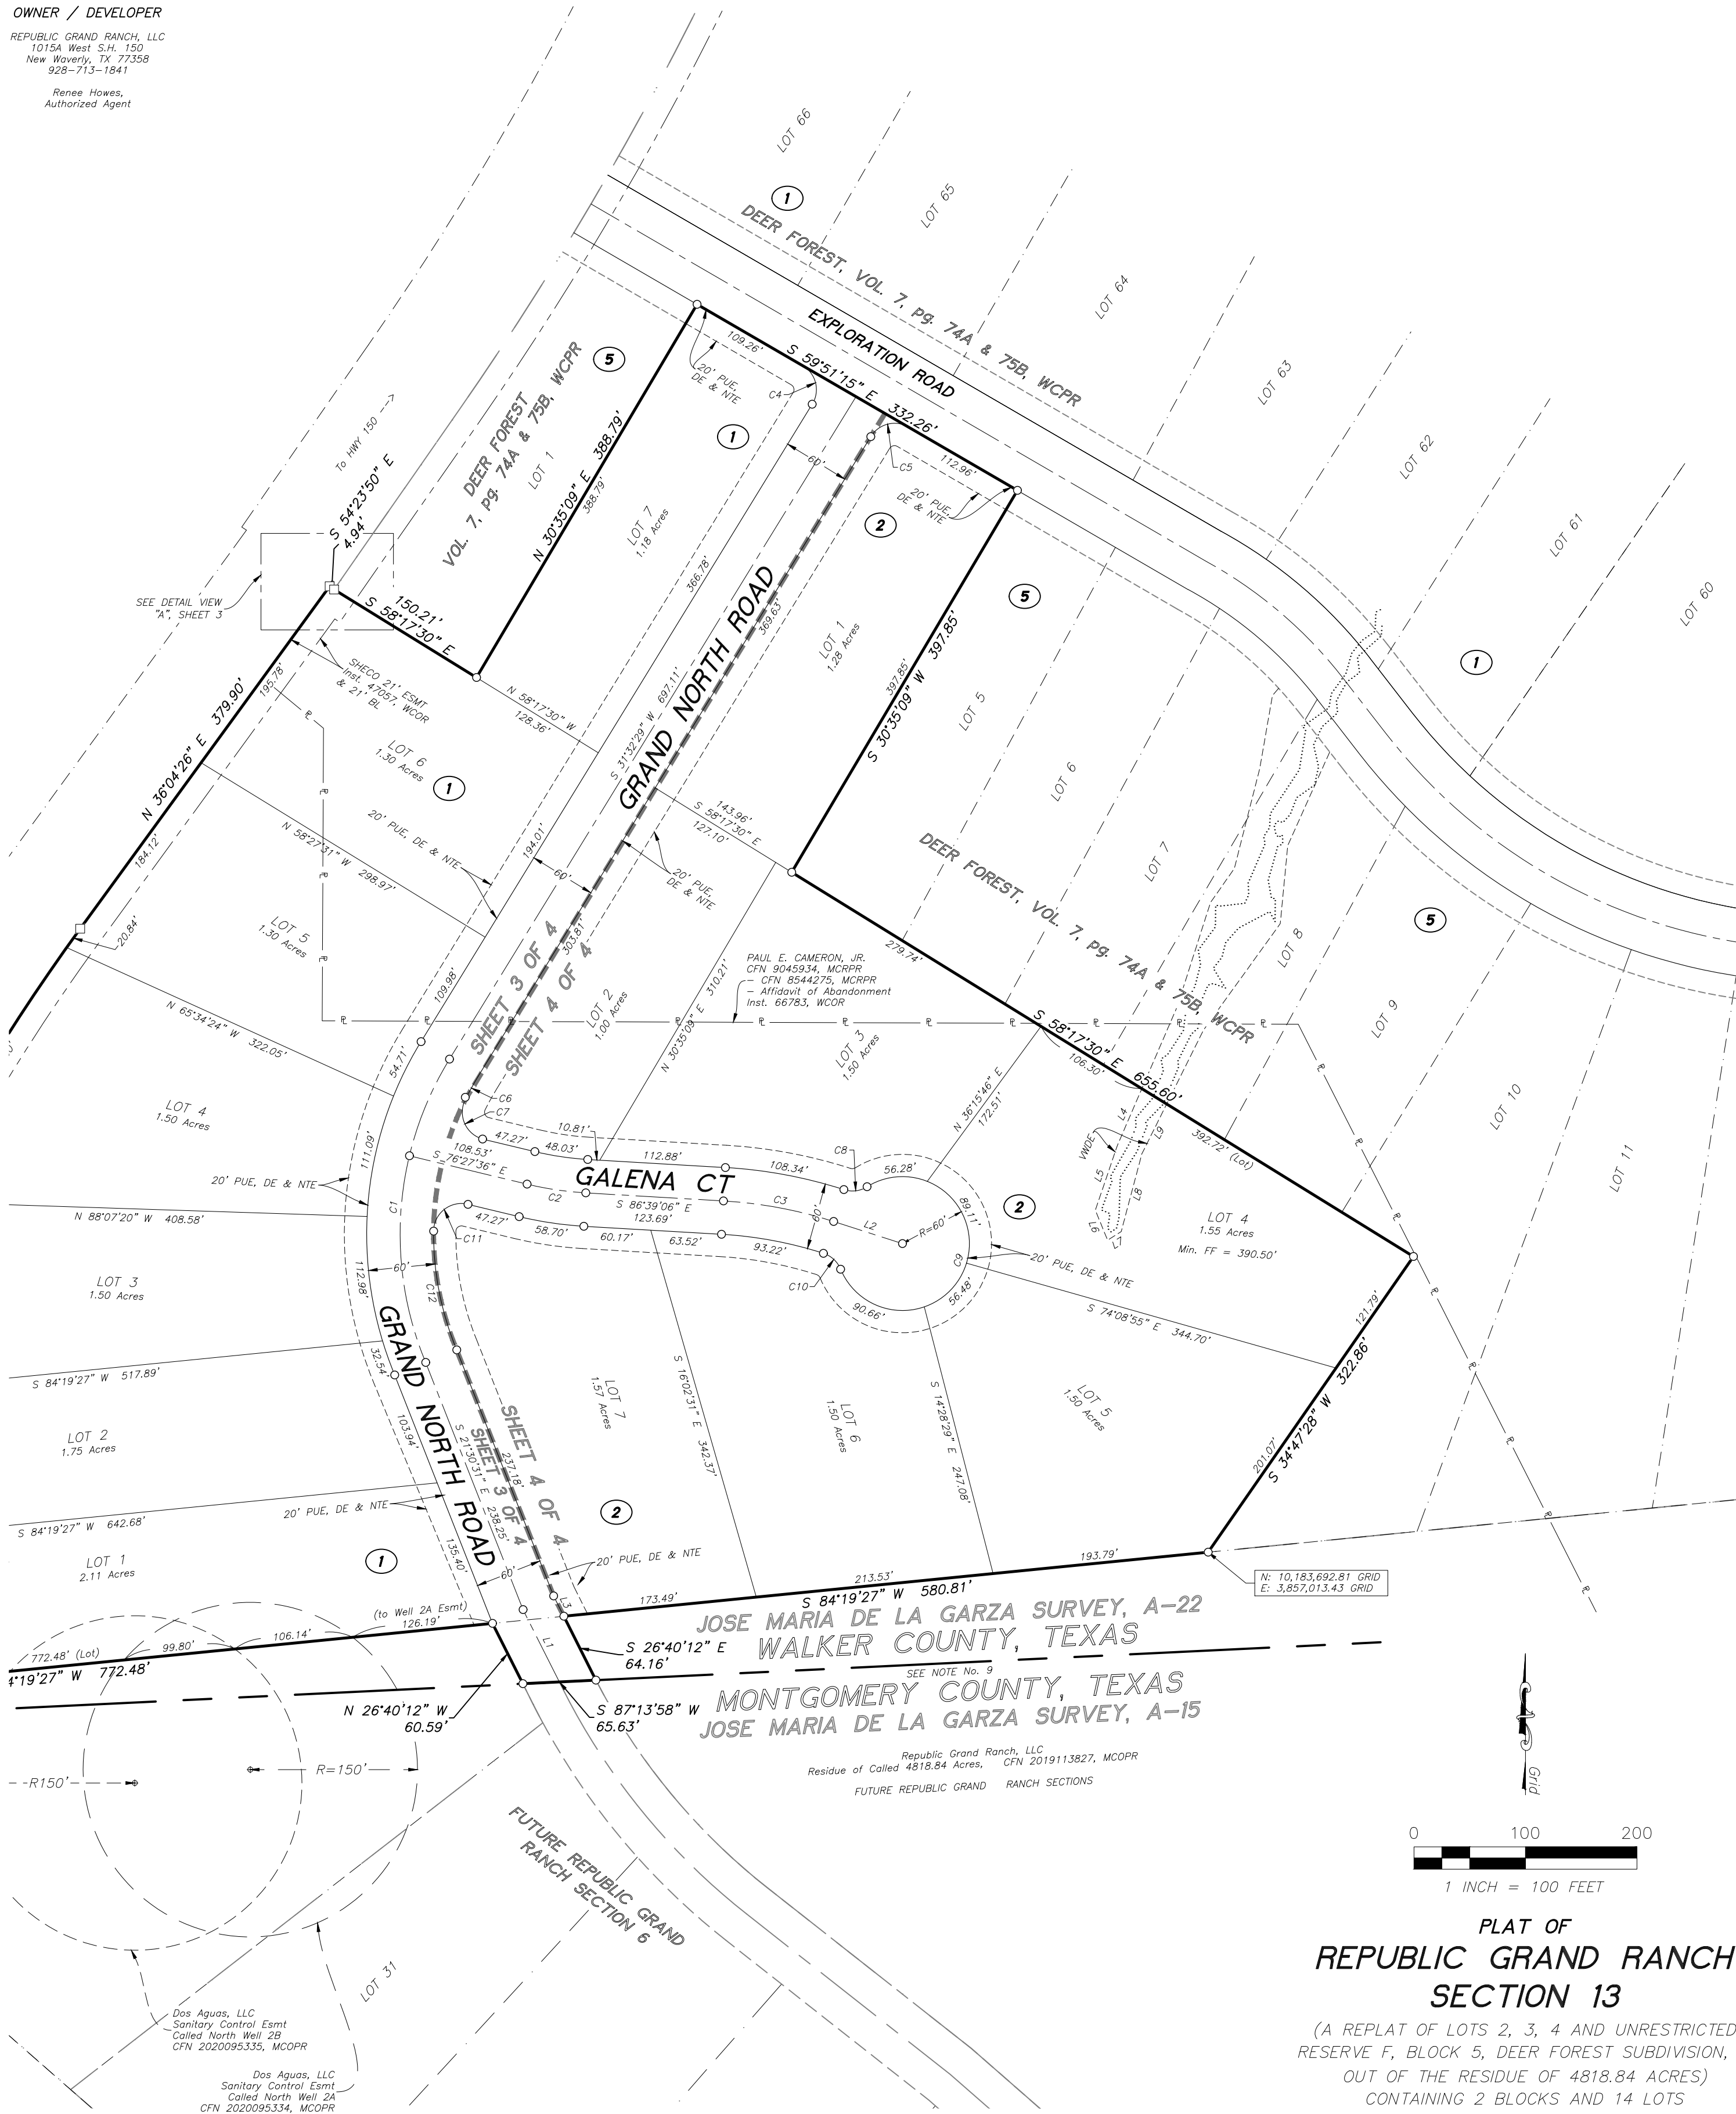 OWNER / DEVELOPER
REPUBLIC GRAND RANCH, LLC
1015A West S.H. 150
New Waverly, TX 77358
928-713-1841
Renee Howes,
Authorized Agent
LOT 66
LOT 65
LOT 64
LOT 63
LOT 62
LOT 61
LOT 60
1
DEER FOREST, VOL. 7, pg. 74A & 75B, WCPR
EXPLORATION ROAD
S 59°51'15" E 332.26'
109.26'
C4
20' PUE,
DE & NTE
5
1
DEER FOREST
VOL. 7, pg. 74A & 75B, WCPR
LOT 1
N 30°35'09" E 388.79'
388.79'
LOT 7
1.18 Acres
366.78'
60'
C5
112.96'
20' PUE,
DE & NTE
2
5
1
To HWY 150
S 54°23'50" E
4.94'
SEE DETAIL VIEW
"A", SHEET 3
150.21'
S 58°17'30" E
SHECO 21' ESMT
Inst. 47057, WCOR
& 21' BL
N 36°04'26" E 379.90'
195.78'
184.12'
20.84'
LOT 6
1.30 Acres
1
N 58°17'30" W
128.36'
S 31°32'29" W 697.11'
GRAND NORTH ROAD
369.63'
LOT 1
1.28 Acres
S 30°35'09" W 397.85'
397.85'
LOT 5
LOT 6
LOT 7
LOT 8
LOT 9
LOT 10
LOT 11
5
DEER FOREST, VOL. 7, pg. 74A & 75B, WCPR
20' PUE, DE & NTE
N 58°27'31" W 298.97'
194.01'
60'
143.96'
S 58°17'30" E
127.10'
20' PUE,
DE & NTE
LOT 5
1.30 Acres
109.98'
303.81'
SHEET 3 OF 4
SHEET 4 OF 4
LOT 2
1.00 Acres
N 30°35'09" E 310.21'
PAUL E. CAMERON, JR.
CFN 9045934, MCRPR
- CFN 8544275, MCRPR
- Affidavit of Abandonment
Inst. 66783, WCOR
279.74'
S 58°17'30" E 655.60'
106.30'
392.72' (Lot)
LOT 3
1.50 Acres
N 36°15'46" E
172.51'
VWDE
L4
L5
L6
L7
L8
L9
N 65°34'24" W 322.05'
54.71'
LOT 4
1.50 Acres
111.09'
20' PUE, DE & NTE
C1
C6
C7
47.27'
10.81'
48.03'
112.88'
108.34'
C8
56.28'
108.53'
S 76°27'36" E
GALENA CT
C2
S 86°39'06" E
123.69'
C3
L2
60'
R=60'
89.11'
C9
2
LOT 4
1.55 Acres
Min. FF = 390.50'
N 88°07'20" W 408.58'
C11
47.27'
58.70'
60.17'
63.52'
93.22'
C10
90.66'
56.48'
20' PUE, DE & NTE
60'
C12
112.98'
LOT 3
1.50 Acres
S 74°08'55" E 344.70'
121.79'
S 34°47'28" W 322.86'
201.07'
GRAND NORTH ROAD
32.54'
S 84°19'27" W 517.89'
LOT 2
1.75 Acres
103.94'
S 21°30'31" E 238.25'
237.18'
SHEET 3 OF 4
SHEET 4 OF 4
LOT 7
1.57 Acres
S 16°02'31" E 342.37'
LOT 6
1.50 Acres
S 14°28'29" E 247.08'
LOT 5
1.50 Acres
S 84°19'27" W 642.68'
20' PUE, DE & NTE
LOT 1
2.11 Acres
1
135.40'
60'
2
20' PUE, DE & NTE
L3
173.49'
213.53'
193.79'
S 84°19'27" W 580.81'
N: 10,183,692.81 GRID
E: 3,857,013.43 GRID
(to Well 2A Esmt)
126.19'
106.14'
99.80'
772.48' (Lot)
4°19'27" W 772.48'
L1
S 26°40'12" E
64.16'
JOSE MARIA DE LA GARZA SURVEY, A-22
WALKER COUNTY, TEXAS
SEE NOTE No. 9
MONTGOMERY COUNTY, TEXAS
JOSE MARIA DE LA GARZA SURVEY, A-15
N 26°40'12" W
60.59'
S 87°13'58" W
65.63'
Republic Grand Ranch, LLC
Residue of Called 4818.84 Acres, CFN 2019113827, MCOPR
FUTURE REPUBLIC GRAND RANCH SECTIONS
R150'
R=150'
FUTURE REPUBLIC GRAND
RANCH SECTION 6
LOT 31
Dos Aguas, LLC
Sanitary Control Esmt
Called North Well 2B
CFN 2020095335, MCOPR
Dos Aguas, LLC
Sanitary Control Esmt
Called North Well 2A
CFN 2020095334, MCOPR
Grid
0 100 200
1 INCH = 100 FEET
PLAT OF
REPUBLIC GRAND RANCH
SECTION 13
(A REPLAT OF LOTS 2, 3, 4 AND UNRESTRICTED
RESERVE F, BLOCK 5, DEER FOREST SUBDIVISION,
OUT OF THE RESIDUE OF 4818.84 ACRES)
CONTAINING 2 BLOCKS AND 14 LOTS